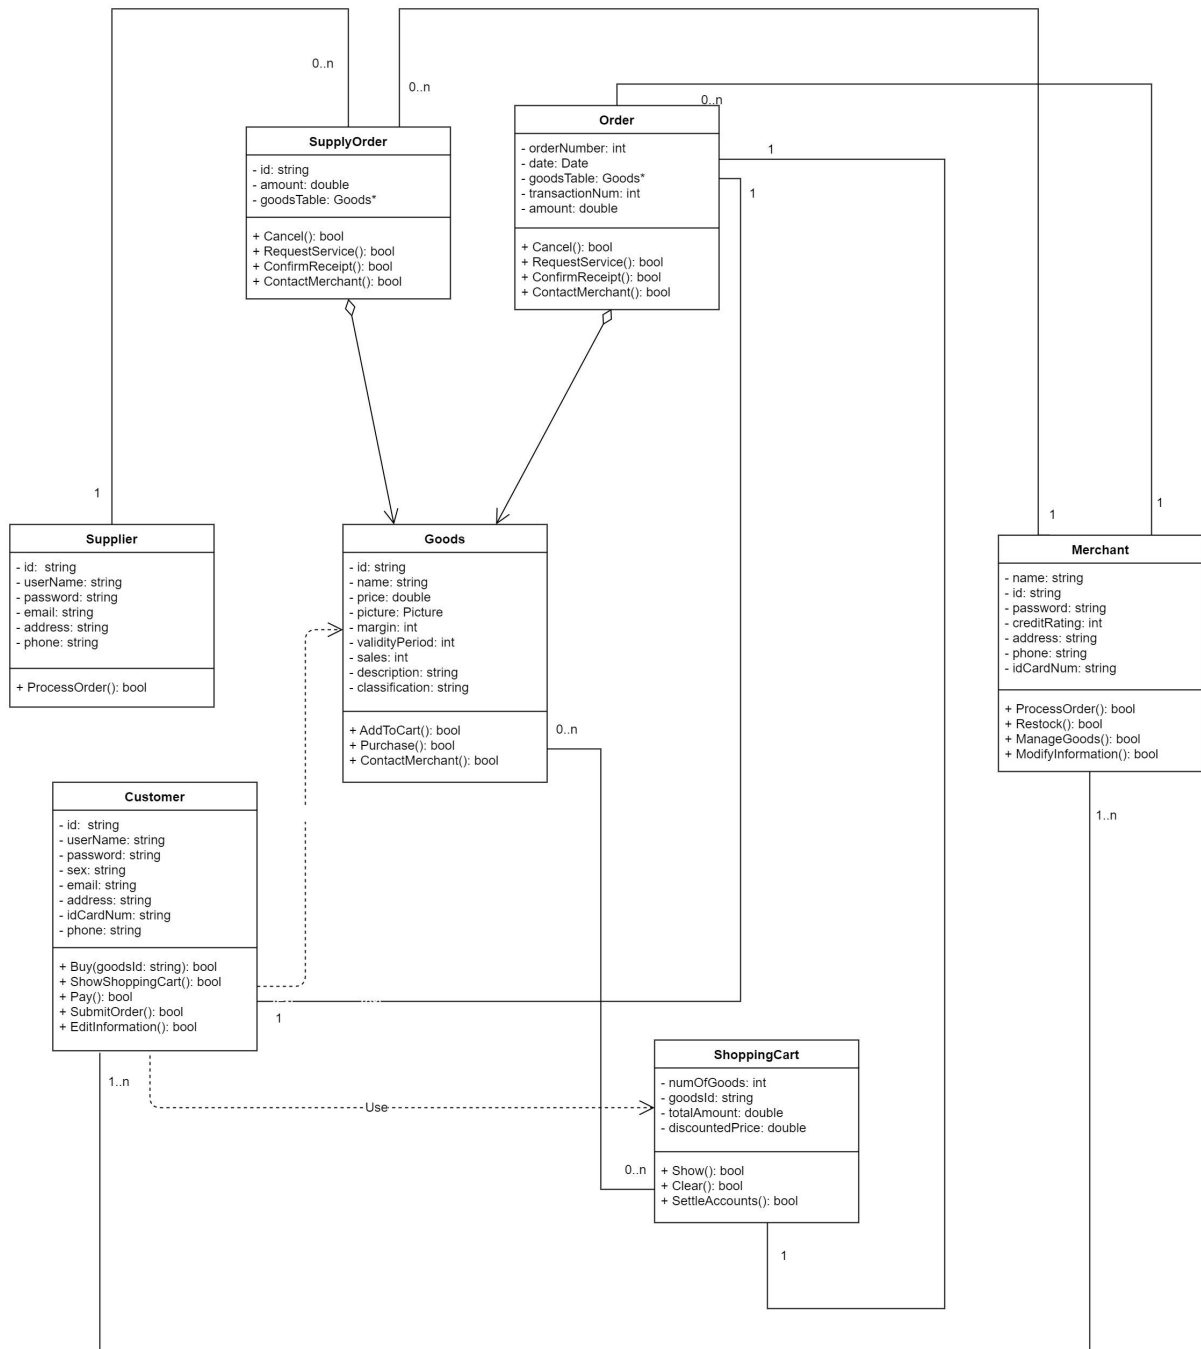 0..n
0..n
0..n
SupplyOrder
- id: string
- amount: double
- goodsTable: Goods*
+ Cancel(): bool
+ RequestService(): bool
+ ConfirmReceipt(): bool
+ ContactMerchant(): bool
Order
- orderNumber: int
- date: Date
- goodsTable: Goods*
- transactionNum: int
- amount: double
+ Cancel(): bool
+ RequestService(): bool
+ ConfirmReceipt(): bool
+ ContactMerchant(): bool
1
1
1
1
1
Supplier
- id: string
- userName: string
- password: string
- email: string
- address: string
- phone: string
+ ProcessOrder(): bool
Goods
- id: string
- name: string
- price: double
- picture: Picture
- margin: int
- validityPeriod: int
- sales: int
- description: string
- classification: string
+ AddToCart(): bool
+ Purchase(): bool
+ ContactMerchant(): bool
0..n
Merchant
- name: string
- id: string
- password: string
- creditRating: int
- address: string
- phone: string
- idCardNum: string
+ ProcessOrder(): bool
+ Restock(): bool
+ ManageGoods(): bool
+ ModifyInformation(): bool
1..n
Customer
- id: string
- userName: string
- password: string
- sex: string
- email: string
- address: string
- idCardNum: string
- phone: string
+ Buy(goodsId: string): bool
+ ShowShoppingCart(): bool
+ Pay(): bool
+ SubmitOrder(): bool
+ EditInformation(): bool
1
1..n
Use
ShoppingCart
- numOfGoods: int
- goodsId: string
- totalAmount: double
- discountedPrice: double
+ Show(): bool
+ Clear(): bool
+ SettleAccounts(): bool
0..n
1